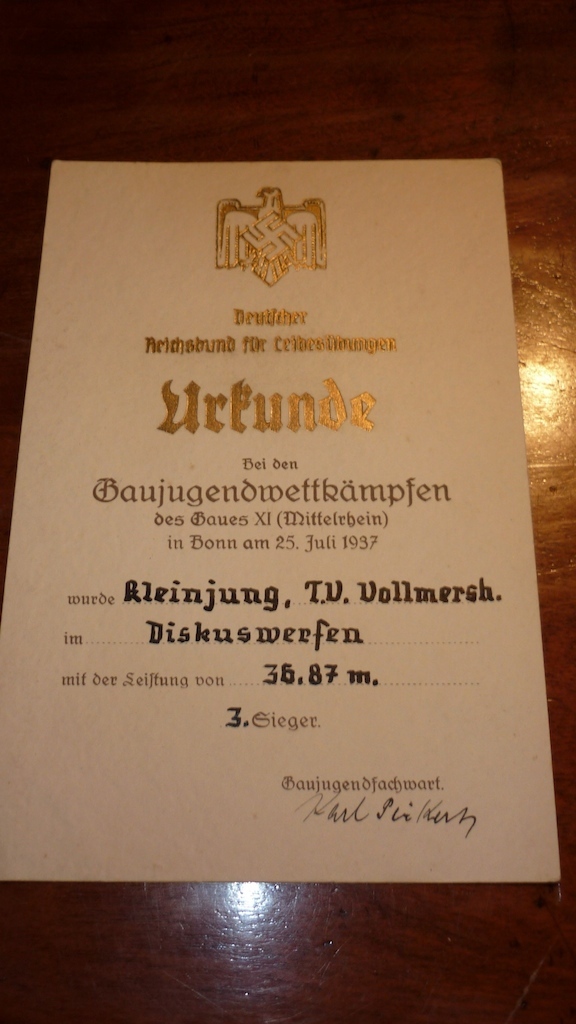 Deutscher
Reichsbund für Leibesübungen
Urkunde
Bei den
Gaujugendwettkämpfen
des Gaues XI (Mittelrhein)
in Bonn am 25. Juli 1937
wurde Kleinjung, T.V. Vollmersh.
im Diskuswerfen
mit der Leistung von 36.87 m.
3. Sieger.
Gaujugendfachwart.
Karl